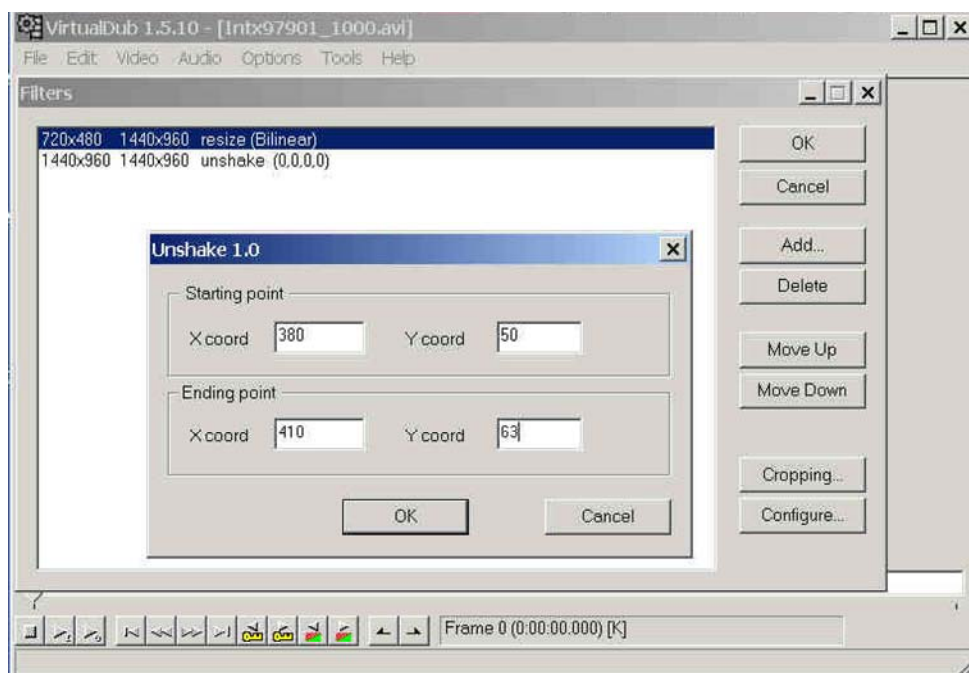 VirtualDub 1.5.10 - [Intx97901_1000.avi]
File Edit Video Audio Options Tools Help
Filters
720x480 1440x960 resize (Bilinear)
1440x960 1440x960 unshake (0,0,0,0)
OK
Cancel
Add...
Delete
Move Up
Move Down
Cropping...
Configure...
Unshake 1.0
Starting point
X coord 380 Y coord 50
Ending point
X coord 410 Y coord 63
OK Cancel
Frame 0 (0:00:00.000) [K]